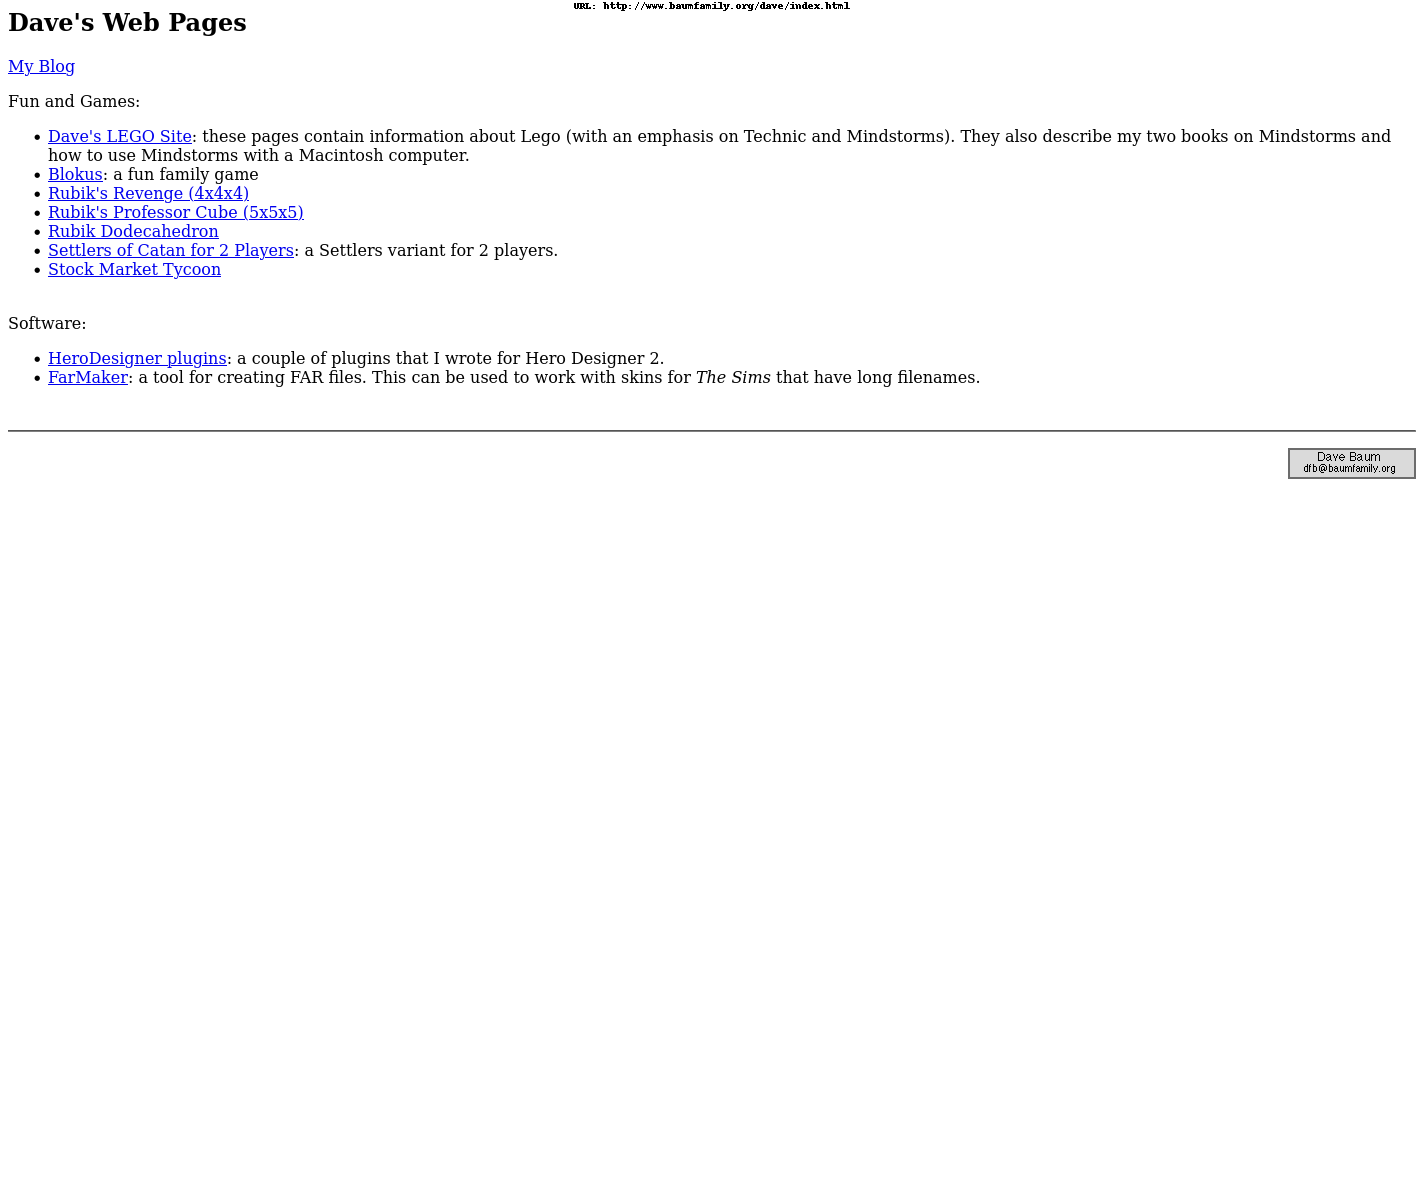 URL: http://www.baumfamily.org/dave/index.html
Dave's Web Pages
My Blog
Fun and Games:
Dave's LEGO Site: these pages contain information about Lego (with an emphasis on Technic and Mindstorms). They also describe my two books on Mindstorms and
how to use Mindstorms with a Macintosh computer.
Blokus: a fun family game
Rubik's Revenge (4x4x4)
Rubik's Professor Cube (5x5x5)
Rubik Dodecahedron
Settlers of Catan for 2 Players: a Settlers variant for 2 players.
Stock Market Tycoon
Software:
HeroDesigner plugins: a couple of plugins that I wrote for Hero Designer 2.
FarMaker: a tool for creating FAR files. This can be used to work with skins for The Sims that have long filenames.
Dave Baum
dfb@baumfamily.org